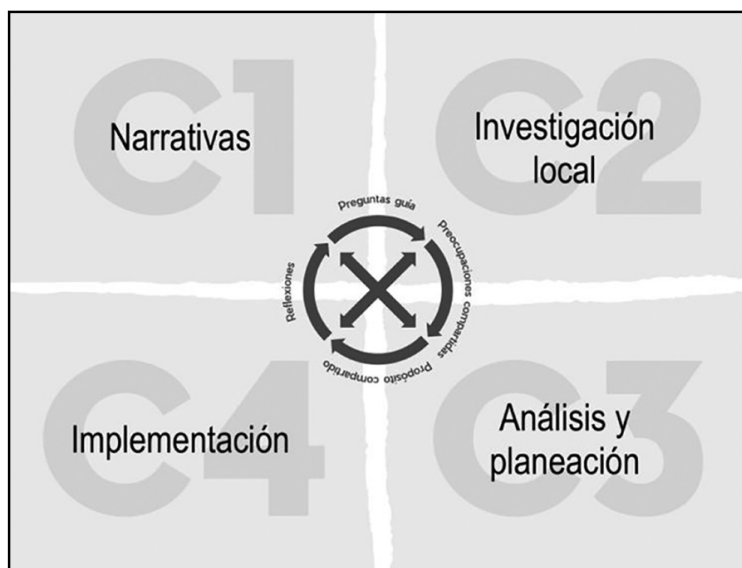 C1
Narrativas
C2
Investigación
local
Preguntas guía
Preocupaciones compartidas
Propósito compartido
Reflexiones
C4
Implementación
C3
Análisis y
planeación